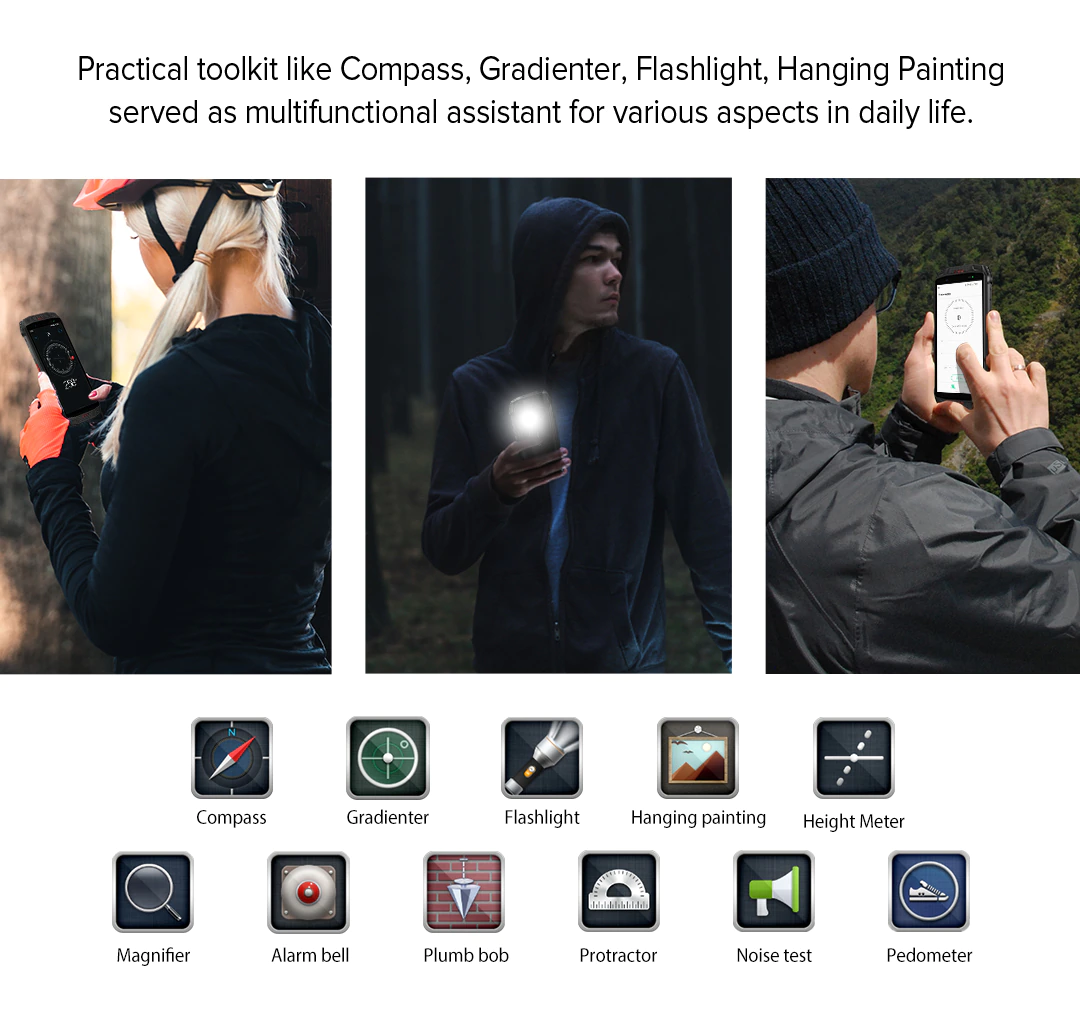 Practical toolkit like Compass, Gradienter, Flashlight, Hanging Painting
served as multifunctional assistant for various aspects in daily life.
N
Compass
Gradienter
Flashlight
Hanging painting
Height Meter
Magnifier
Alarm bell
Plumb bob
Protractor
Noise test
Pedometer